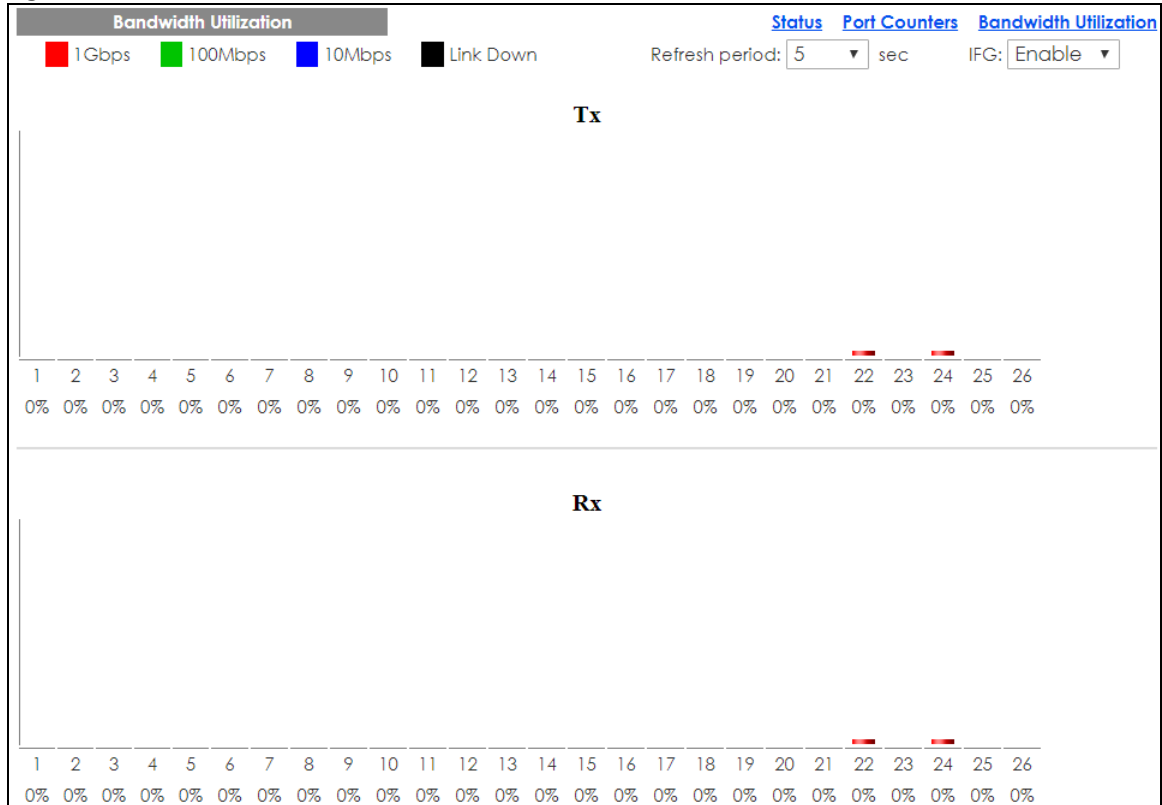 Bandwidth Utilization Status Port Counters Bandwidth Utilization
1Gbps 100Mbps 10Mbps Link Down Refresh period: 5 sec IFG: Enable
Tx
1 2 3 4 5 6 7 8 9 10 11 12 13 14 15 16 17 18 19 20 21 22 23 24 25 26
0% 0% 0% 0% 0% 0% 0% 0% 0% 0% 0% 0% 0% 0% 0% 0% 0% 0% 0% 0% 0% 0% 0% 0% 0% 0%
Rx
1 2 3 4 5 6 7 8 9 10 11 12 13 14 15 16 17 18 19 20 21 22 23 24 25 26
0% 0% 0% 0% 0% 0% 0% 0% 0% 0% 0% 0% 0% 0% 0% 0% 0% 0% 0% 0% 0% 0% 0% 0% 0% 0%